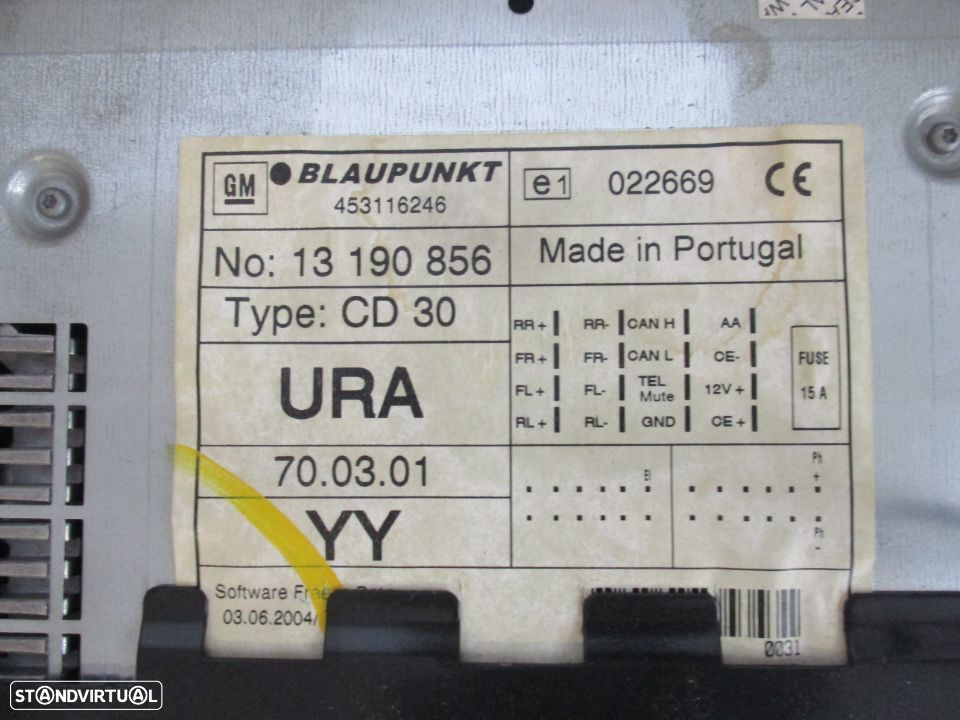 GM BLAUPUNKT
453116246
e1 022669 CE
No: 13 190 856
Made in Portugal
Type: CD 30
RR + RR- CAN H AA
FR + FR- CAN L CE-
FL + FL- TEL Mute 12V +
RL + RL- GND CE +
FUSE
15 A
URA
70.03.01
YY
Ph
+
Ph
-
Software
03.06.2004/
0031
STANDVIRTUAL